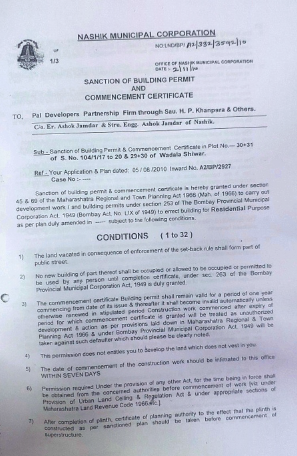 NASHIK MUNICIPAL CORPORATION
NO:LND/BP/ A2/332/3592/10
OFFICE OF NASHIK MUNICIPAL CORPORATION
DATE :- 2/11/10
1/3
SANCTION OF BUILDING PERMIT
AND
COMMENCEMENT CERTIFICATE
TO, Pal Developers Partnership Firm through Sau. H. P. Khanpara & Others.
C/o. Er. Ashok Jamdar & Stru. Engg. Ashok Jamdar of Nashik.
Sub - Sanction of Building Permit & Commencement Certificate in Plot No.--- 30+31
of S. No. 104/1/17 to 20 & 29+30 of Wadala Shiwar.
Ref - Your Application & Plan dated : 05/08/2010 Inward No. A2/BP/2927.
Case No :- ----
Sanction of building permit & commencement certificate is hereby granted under section
45 & 69 of the Maharashtra Regional and Town Planning Act 1966 (Mah. of 1966) to carry out
development work / and building permits under section 253 of The Bombay Provincial Municipal
Corporation Act, 1949 (Bombay Act, No. LIX of 1949) to erect building for Residential Purpose
as per plan duly amended in ------ subject to the following conditions.
CONDITIONS ( 1 to 32 )
1) The land vacated in consequence of enforcement of the set-back rule shall form part of
public street.
2) No new building of part thereof shall be occupied or allowed to be occupied or permitted to
be used by any person until completion certificate, under sec. 263 of the Bombay
Provincial Municipal Corporation Act, 1949 is duly granted.
3) The commencement certificate Building permit shall remain valid for a period of one year
commencing from date of its issue & thereafter it shall become invalid automatically unless
otherwise renewed in stipulated period Construction work commenced after expiry of
period for which commencement certificate is granted will be treated as unauthorized
development & action as per provisions laid down in Maharashtra Regional & Town
Planning Act 1966 & under Bombay Provincial Municipal Corporation Act, 1949 will be
taken against such defaulter which should please be clearly noted.
4) This permission does not entitles you to develop the land which does not vest in you.
5) The date of commencement of the construction work should be intimated to this office
WITHIN SEVEN DAYS
6) Permission required under the provision of any other Act, for the time being in force shall
be obtained from the concerned authorities before commencement of work [viz under
Provision of Urban Land Ceiling & Regulation Act & under appropriate sections of
Maharashtra Land Revenue Code 1966 etc.]
7) After completion of plinth, certificate of planning authority to the effect that the plinth is
constructed as per sanctioned plan should be taken before commencement of
superstructure.